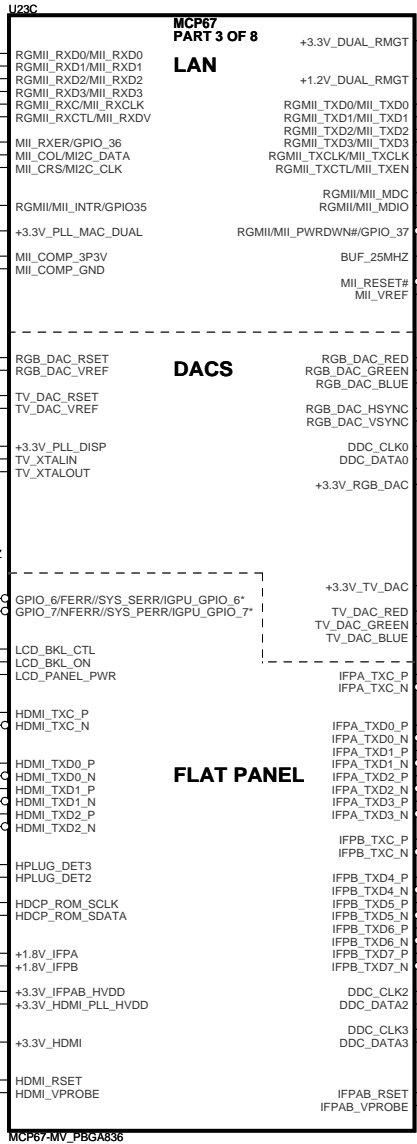 U23C
MCP67
PART 3 OF 8
LAN
RGMII_RXD0/MII_RXD0
RGMII_RXD1/MII_RXD1
RGMII_RXD2/MII_RXD2
RGMII_RXD3/MII_RXD3
RGMII_RXC/MII_RXCLK
RGMII_RXCTL/MII_RXDV
MII_RXER/GPIO_36
MII_COL/MI2C_DATA
MII_CRS/MI2C_CLK
RGMII/MII_INTR/GPIO35
+3.3V_PLL_MAC_DUAL
MII_COMP_3P3V
MII_COMP_GND
+3.3V_DUAL_RMGT
+1.2V_DUAL_RMGT
RGMII_TXD0/MII_TXD0
RGMII_TXD1/MII_TXD1
RGMII_TXD2/MII_TXD2
RGMII_TXD3/MII_TXD3
RGMII_TXCLK/MII_TXCLK
RGMII_TXCTL/MII_TXEN
RGMII/MII_MDC
RGMII/MII_MDIO
RGMII/MII_PWRDWN#/GPIO_37
BUF_25MHZ
MII_RESET#
MII_VREF
DACS
RGB_DAC_RSET
RGB_DAC_VREF
TV_DAC_RSET
TV_DAC_VREF
+3.3V_PLL_DISP
TV_XTALIN
TV_XTALOUT
RGB_DAC_RED
RGB_DAC_GREEN
RGB_DAC_BLUE
RGB_DAC_HSYNC
RGB_DAC_VSYNC
DDC_CLK0
DDC_DATA0
+3.3V_RGB_DAC
+3.3V_TV_DAC
TV_DAC_RED
TV_DAC_GREEN
TV_DAC_BLUE
FLAT PANEL
GPIO_6/FERR//SYS_SERR/IGPU_GPIO_6*
GPIO_7/NFERR//SYS_PERR/IGPU_GPIO_7*
LCD_BKL_CTL
LCD_BKL_ON
LCD_PANEL_PWR
HDMI_TXC_P
HDMI_TXC_N
HDMI_TXD0_P
HDMI_TXD0_N
HDMI_TXD1_P
HDMI_TXD1_N
HDMI_TXD2_P
HDMI_TXD2_N
HPLUG_DET3
HPLUG_DET2
HDCP_ROM_SCLK
HDCP_ROM_SDATA
+1.8V_IFPA
+1.8V_IFPB
+3.3V_IFPAB_HVDD
+3.3V_HDMI_PLL_HVDD
+3.3V_HDMI
HDMI_RSET
HDMI_VPROBE
IFPA_TXC_P
IFPA_TXC_N
IFPA_TXD0_P
IFPA_TXD0_N
IFPA_TXD1_P
IFPA_TXD1_N
IFPA_TXD2_P
IFPA_TXD2_N
IFPA_TXD3_P
IFPA_TXD3_N
IFPB_TXC_P
IFPB_TXC_N
IFPB_TXD4_P
IFPB_TXD4_N
IFPB_TXD5_P
IFPB_TXD5_N
IFPB_TXD6_P
IFPB_TXD6_N
IFPB_TXD7_P
IFPB_TXD7_N
DDC_CLK2
DDC_DATA2
DDC_CLK3
DDC_DATA3
IFPAB_RSET
IFPAB_VPROBE
MCP67-MV_PBGA836